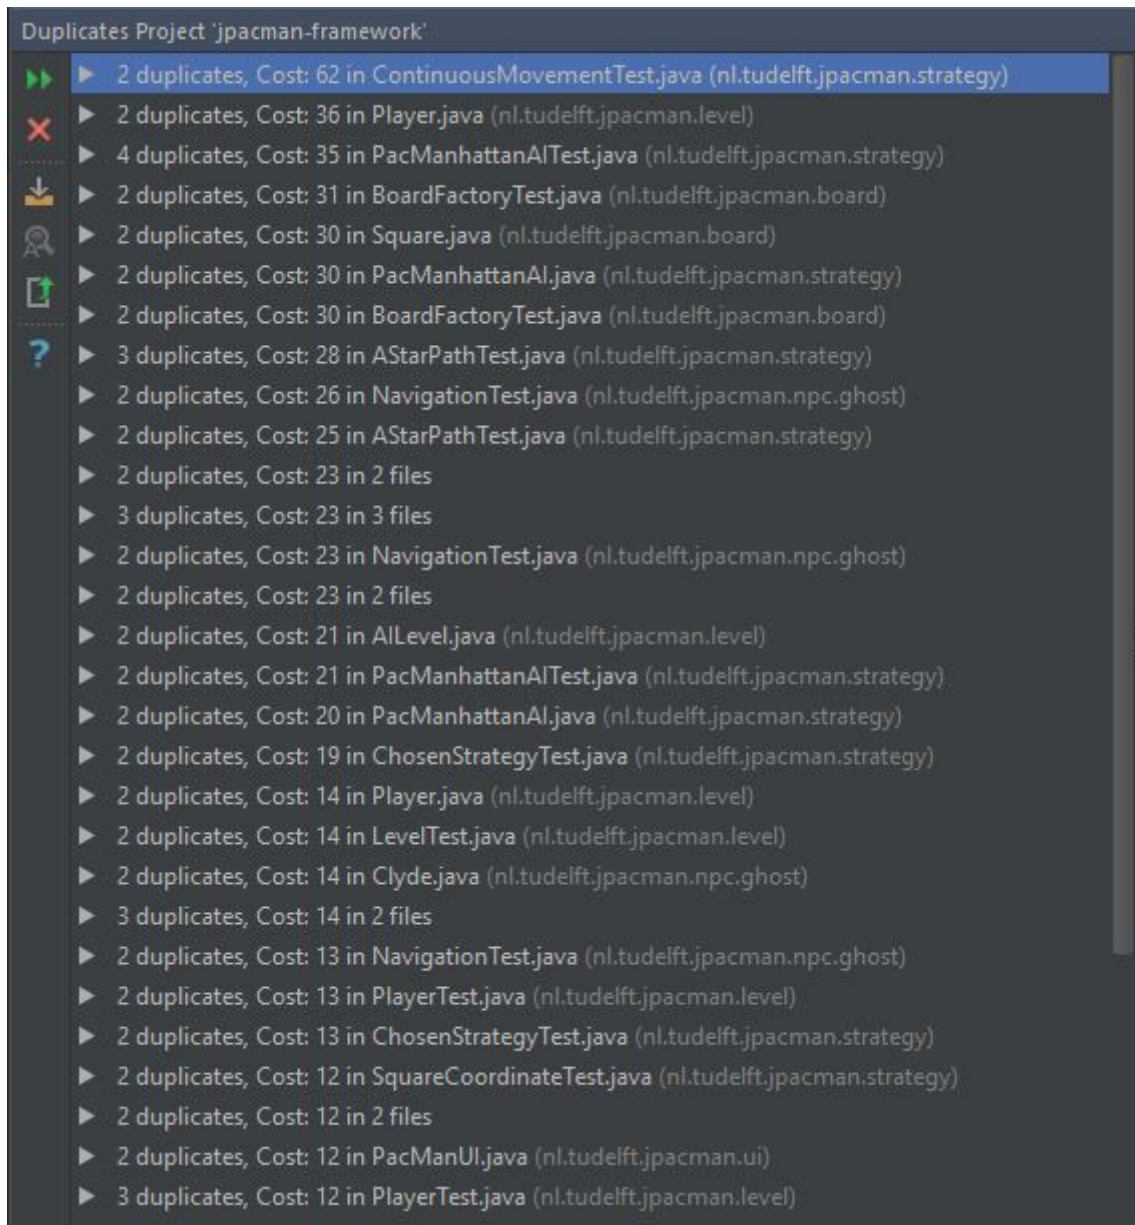 Duplicates Project 'jpacman-framework'
2 duplicates, Cost: 62 in ContinuousMovementTest.java (nl.tudelft.jpacman.strategy)
2 duplicates, Cost: 36 in Player.java (nl.tudelft.jpacman.level)
4 duplicates, Cost: 35 in PacManhattanAITest.java (nl.tudelft.jpacman.strategy)
2 duplicates, Cost: 31 in BoardFactoryTest.java (nl.tudelft.jpacman.board)
2 duplicates, Cost: 30 in Square.java (nl.tudelft.jpacman.board)
2 duplicates, Cost: 30 in PacManhattanAI.java (nl.tudelft.jpacman.strategy)
2 duplicates, Cost: 30 in BoardFactoryTest.java (nl.tudelft.jpacman.board)
3 duplicates, Cost: 28 in AStarPathTest.java (nl.tudelft.jpacman.strategy)
2 duplicates, Cost: 26 in NavigationTest.java (nl.tudelft.jpacman.npc.ghost)
2 duplicates, Cost: 25 in AStarPathTest.java (nl.tudelft.jpacman.strategy)
2 duplicates, Cost: 23 in 2 files
3 duplicates, Cost: 23 in 3 files
2 duplicates, Cost: 23 in NavigationTest.java (nl.tudelft.jpacman.npc.ghost)
2 duplicates, Cost: 23 in 2 files
2 duplicates, Cost: 21 in AILevel.java (nl.tudelft.jpacman.level)
2 duplicates, Cost: 21 in PacManhattanAITest.java (nl.tudelft.jpacman.strategy)
2 duplicates, Cost: 20 in PacManhattanAI.java (nl.tudelft.jpacman.strategy)
2 duplicates, Cost: 19 in ChosenStrategyTest.java (nl.tudelft.jpacman.strategy)
2 duplicates, Cost: 14 in Player.java (nl.tudelft.jpacman.level)
2 duplicates, Cost: 14 in LevelTest.java (nl.tudelft.jpacman.level)
2 duplicates, Cost: 14 in Clyde.java (nl.tudelft.jpacman.npc.ghost)
3 duplicates, Cost: 14 in 2 files
2 duplicates, Cost: 13 in NavigationTest.java (nl.tudelft.jpacman.npc.ghost)
2 duplicates, Cost: 13 in PlayerTest.java (nl.tudelft.jpacman.level)
2 duplicates, Cost: 13 in ChosenStrategyTest.java (nl.tudelft.jpacman.strategy)
2 duplicates, Cost: 12 in SquareCoordinateTest.java (nl.tudelft.jpacman.strategy)
2 duplicates, Cost: 12 in 2 files
2 duplicates, Cost: 12 in PacManUI.java (nl.tudelft.jpacman.ui)
3 duplicates, Cost: 12 in PlayerTest.java (nl.tudelft.jpacman.level)